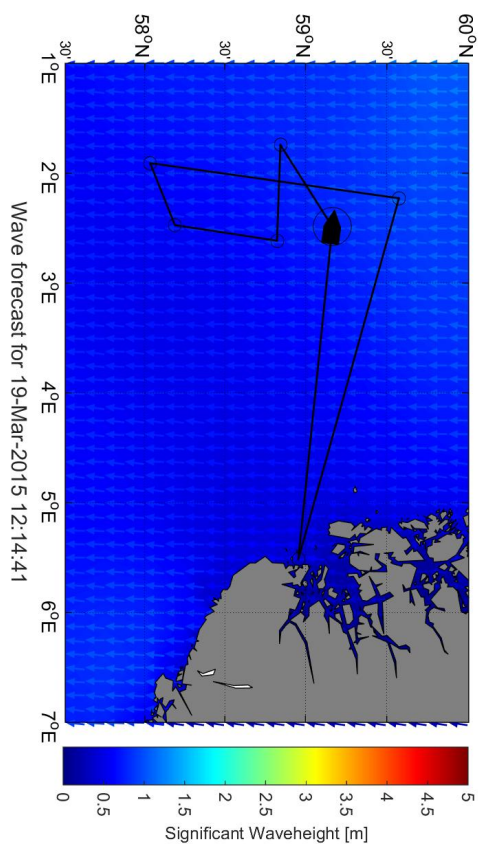 60°N
30'
59°N
30'
58°N
30'
1°E
2°E
3°E
4°E
5°E
6°E
7°E
Wave forecast for 19-Mar-2015 12:14:41
0
0.5
1
1.5
2
2.5
3
3.5
4
4.5
5
Significant Waveheight [m]